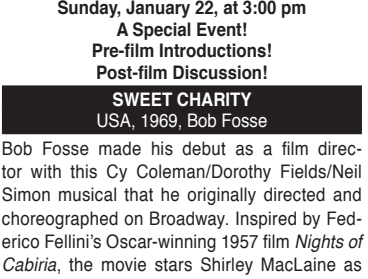 Sunday, January 22, at 3:00 pm
A Special Event!
Pre-film Introductions!
Post-film Discussion!
SWEET CHARITY
USA, 1969, Bob Fosse
Bob Fosse made his debut as a film direc-
tor with this Cy Coleman/Dorothy Fields/Neil
Simon musical that he originally directed and
choreographed on Broadway. Inspired by Fed-
erico Fellini's Oscar-winning 1957 film Nights of
Cabiria, the movie stars Shirley MacLaine as